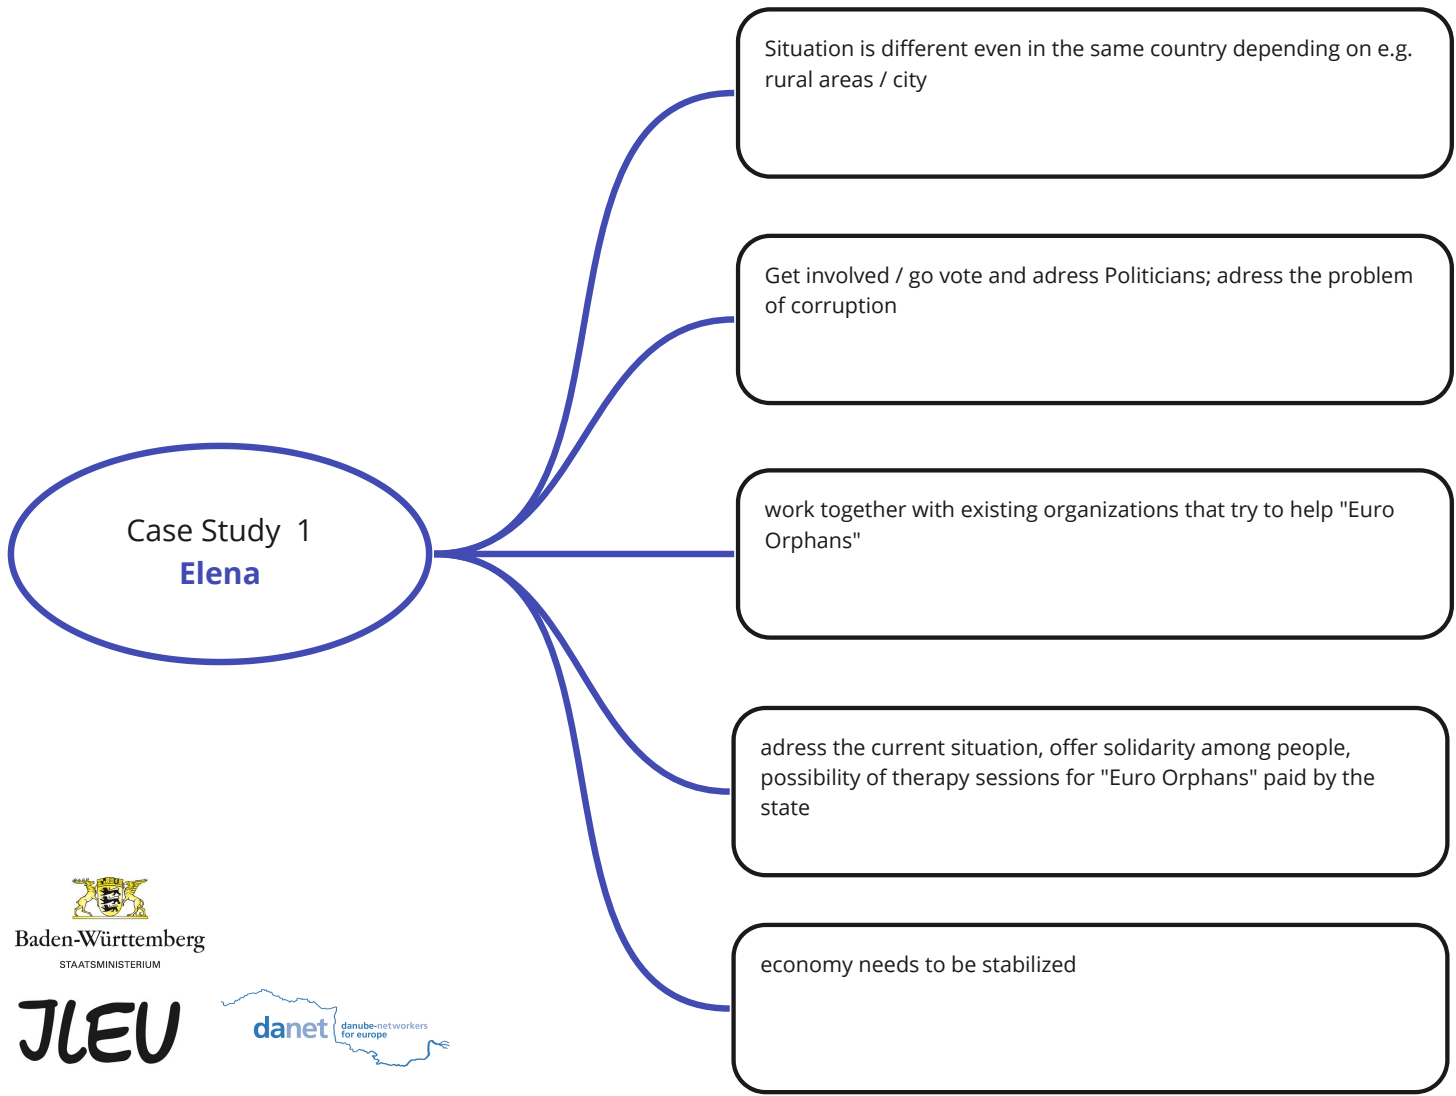 Situation is different even in the same country depending on e.g.
rural areas / city
Get involved / go vote and adress Politicians; adress the problem
of corruption
work together with existing organizations that try to help "Euro
Orphans"
Case Study 1
Elena
adress the current situation, offer solidarity among people,
possibility of therapy sessions for "Euro Orphans" paid by the
state
economy needs to be stabilized
Baden-Württemberg
STAATSMINISTERIUM
JLEU
danet
danube-networkers
for europe